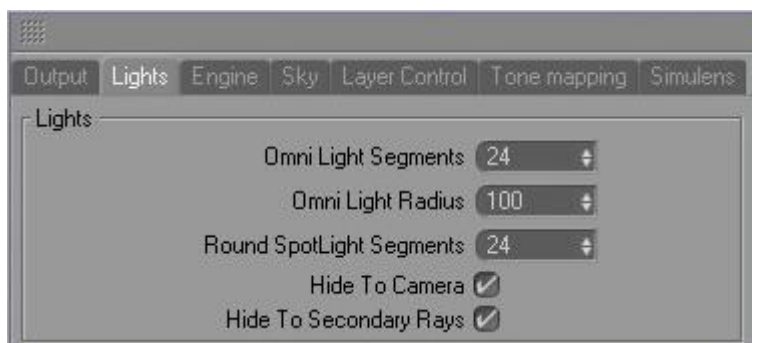 Output Lights Engine Sky Layer Control Tone mapping Simulens
Lights
Omni Light Segments 24
Omni Light Radius 100
Round SpotLight Segments 24
Hide To Camera
Hide To Secondary Rays